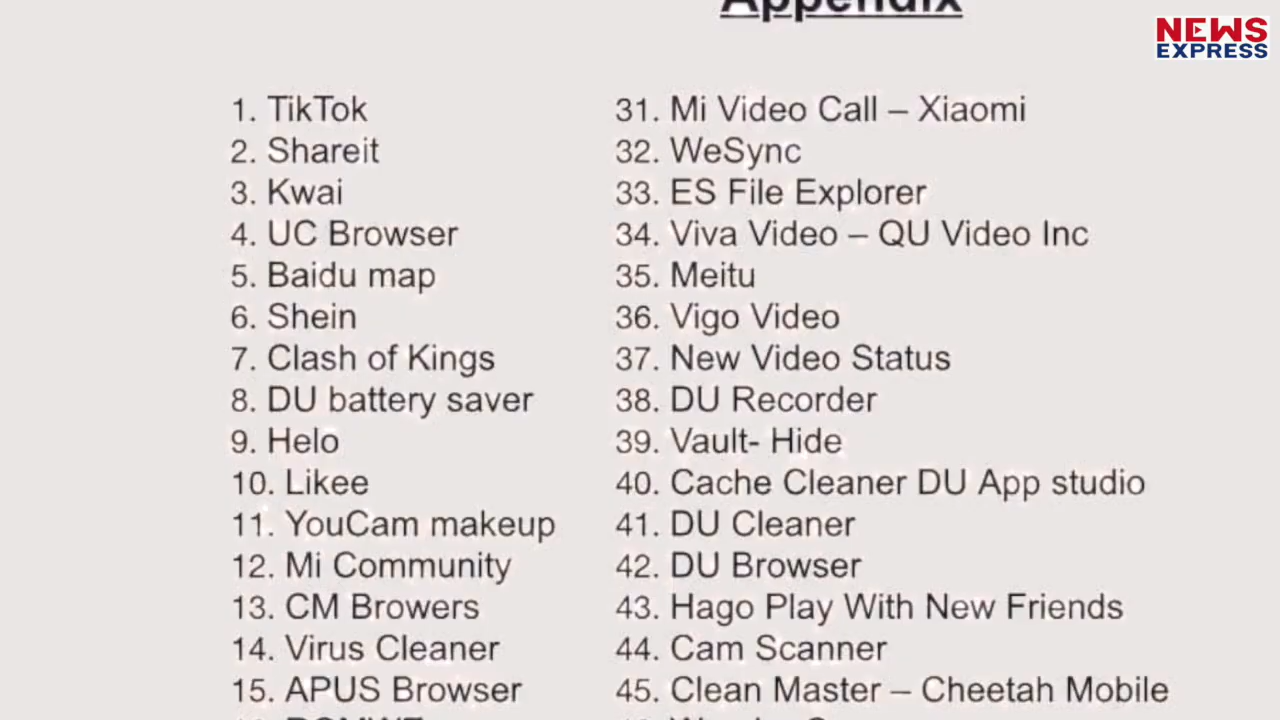 Appendix
NEWS
EXPRESS
1. TikTok
2. Shareit
3. Kwai
4. UC Browser
5. Baidu map
6. Shein
7. Clash of Kings
8. DU battery saver
9. Helo
10. Likee
11. YouCam makeup
12. Mi Community
13. CM Browers
14. Virus Cleaner
15. APUS Browser
31. Mi Video Call – Xiaomi
32. WeSync
33. ES File Explorer
34. Viva Video – QU Video Inc
35. Meitu
36. Vigo Video
37. New Video Status
38. DU Recorder
39. Vault- Hide
40. Cache Cleaner DU App studio
41. DU Cleaner
42. DU Browser
43. Hago Play With New Friends
44. Cam Scanner
45. Clean Master – Cheetah Mobile